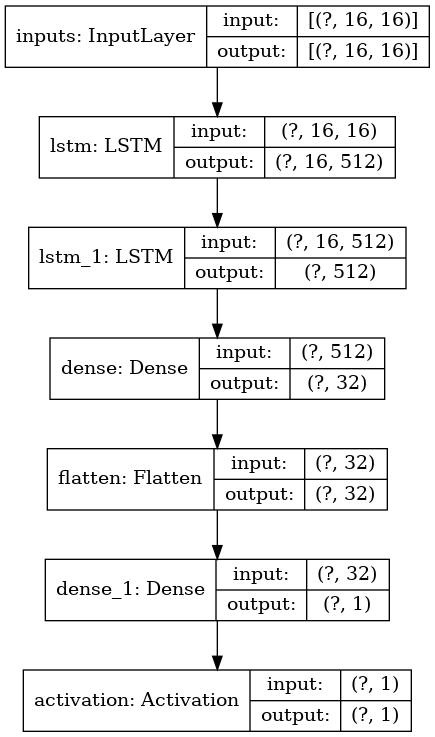 inputs: InputLayer input: [(?, 16, 16)]
output: [(?, 16, 16)]
lstm: LSTM input: (?, 16, 16)
output: (?, 16, 512)
lstm_1: LSTM input: (?, 16, 512)
output: (?, 512)
dense: Dense input: (?, 512)
output: (?, 32)
flatten: Flatten input: (?, 32)
output: (?, 32)
dense_1: Dense input: (?, 32)
output: (?, 1)
activation: Activation input: (?, 1)
output: (?, 1)